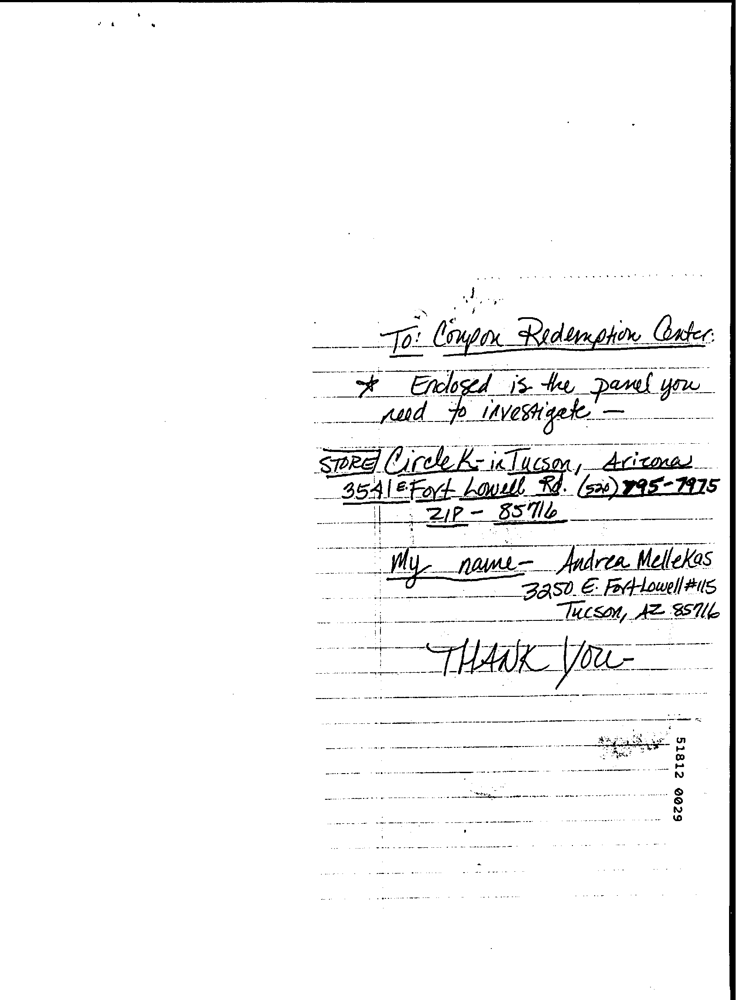 To: Coupon Redemption Center:
* Enclosed is the panel you
need to investigate -
STORE Circle K - in Tucson, Arizona
3541 E. Fort Lowell Rd. (520) 795-7975
ZIP - 85716
My name - Andrea Mellekas
3250 E. Fort Lowell #115
Tucson, AZ 85716
THANK YOU -
51812 0029